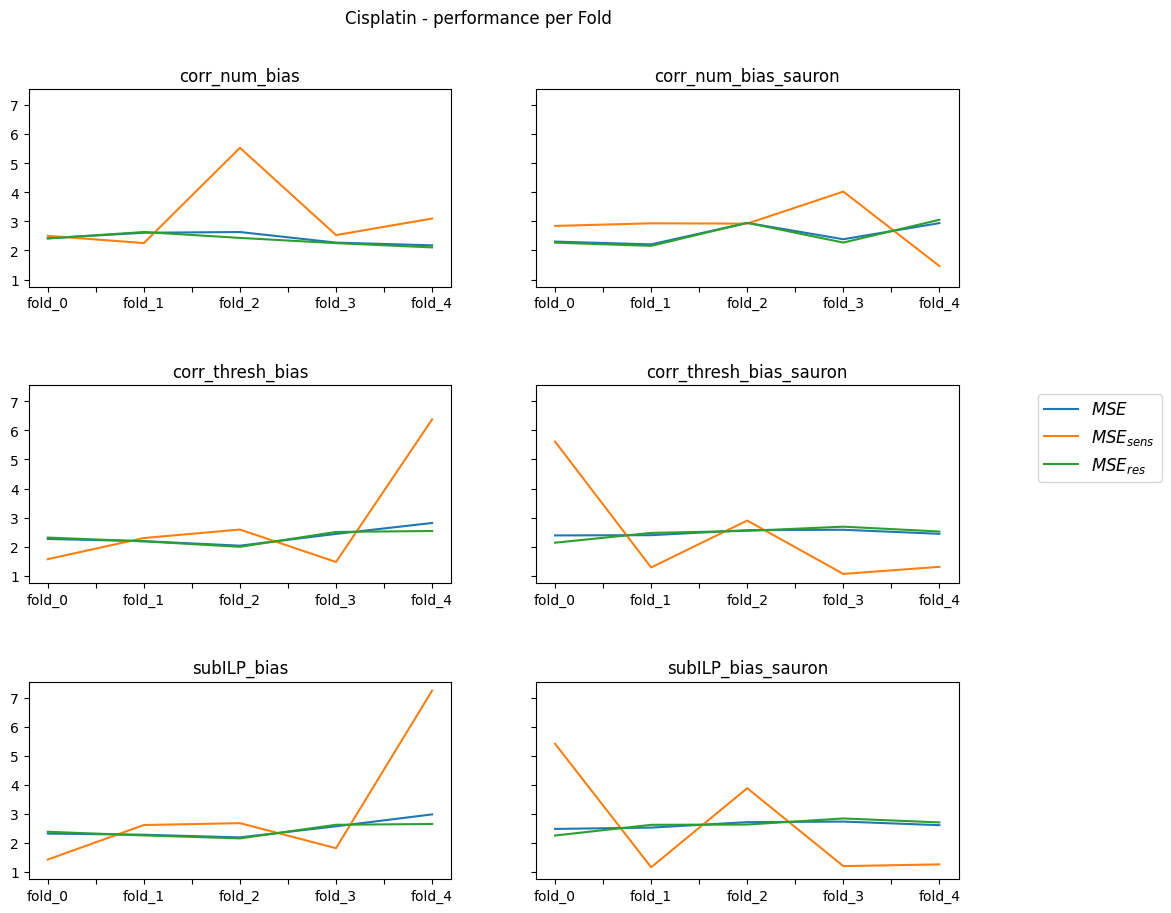 Cisplatin - performance per Fold
corr_num_bias
7
6
5
4
3
2
1
fold_0 fold_1 fold_2 fold_3 fold_4
corr_num_bias_sauron
fold_0 fold_1 fold_2 fold_3 fold_4
corr_thresh_bias
7
6
5
4
3
2
1
fold_0 fold_1 fold_2 fold_3 fold_4
corr_thresh_bias_sauron
fold_0 fold_1 fold_2 fold_3 fold_4
MSE
MSE_sens
MSE_res
subILP_bias
7
6
5
4
3
2
1
fold_0 fold_1 fold_2 fold_3 fold_4
subILP_bias_sauron
fold_0 fold_1 fold_2 fold_3 fold_4